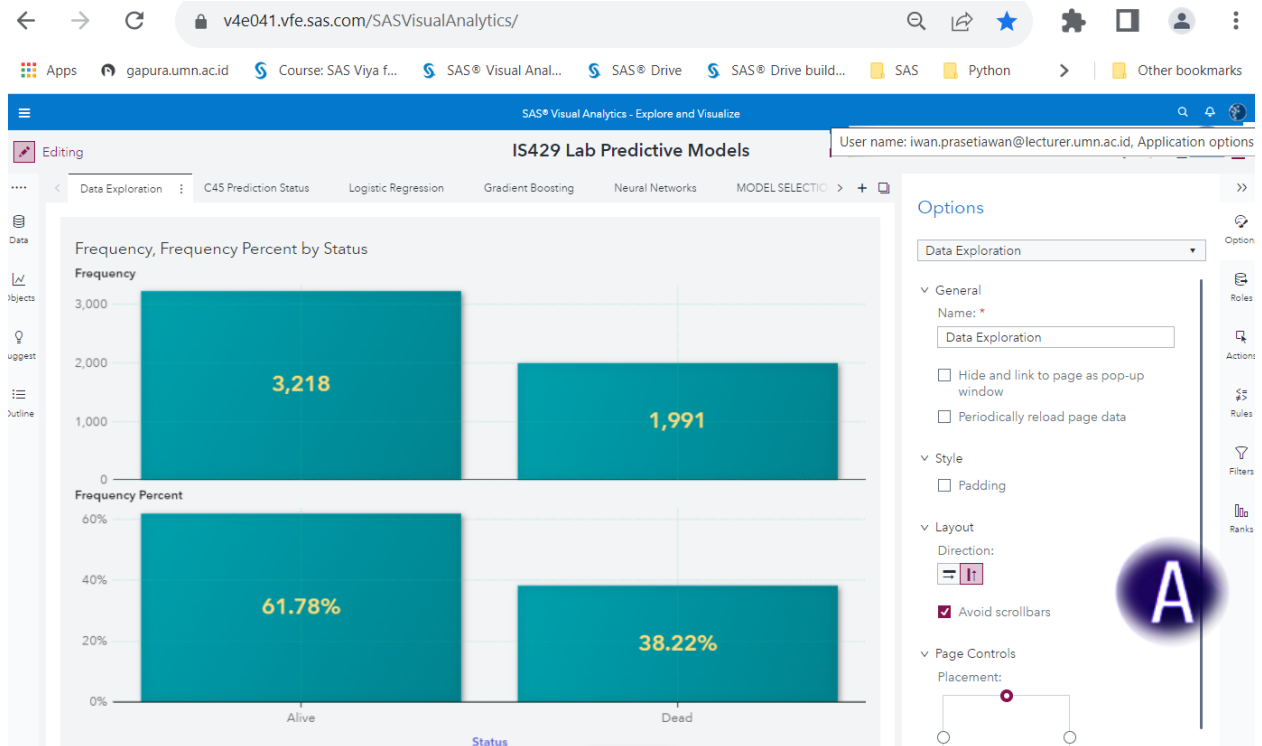 v4e041.vfe.sas.com/SASVisualAnalytics/
Apps gapura.umn.ac.id Course: SAS Viya f... SAS® Visual Anal... SAS® Drive SAS® Drive build... SAS Python Other bookmarks
SAS® Visual Analytics - Explore and Visualize
Editing IS429 Lab Predictive Models
User name: iwan.prasetiawan@lecturer.umn.ac.id, Application options
Data Exploration C45 Prediction Status Logistic Regression Gradient Boosting Neural Networks MODEL SELECTIO
Data
Objects
uggest
Outline
Frequency, Frequency Percent by Status
Frequency
3,000
2,000
1,000
0
3,218
1,991
Frequency Percent
60%
40%
20%
0%
61.78%
38.22%
Alive Dead
Status
Options
Data Exploration
General
Name: *
Data Exploration
Hide and link to page as pop-up
window
Periodically reload page data
Style
Padding
Layout
Direction:
Avoid scrollbars
Page Controls
Placement:
A
Option
Roles
Actions
Rules
Filters
Ranks